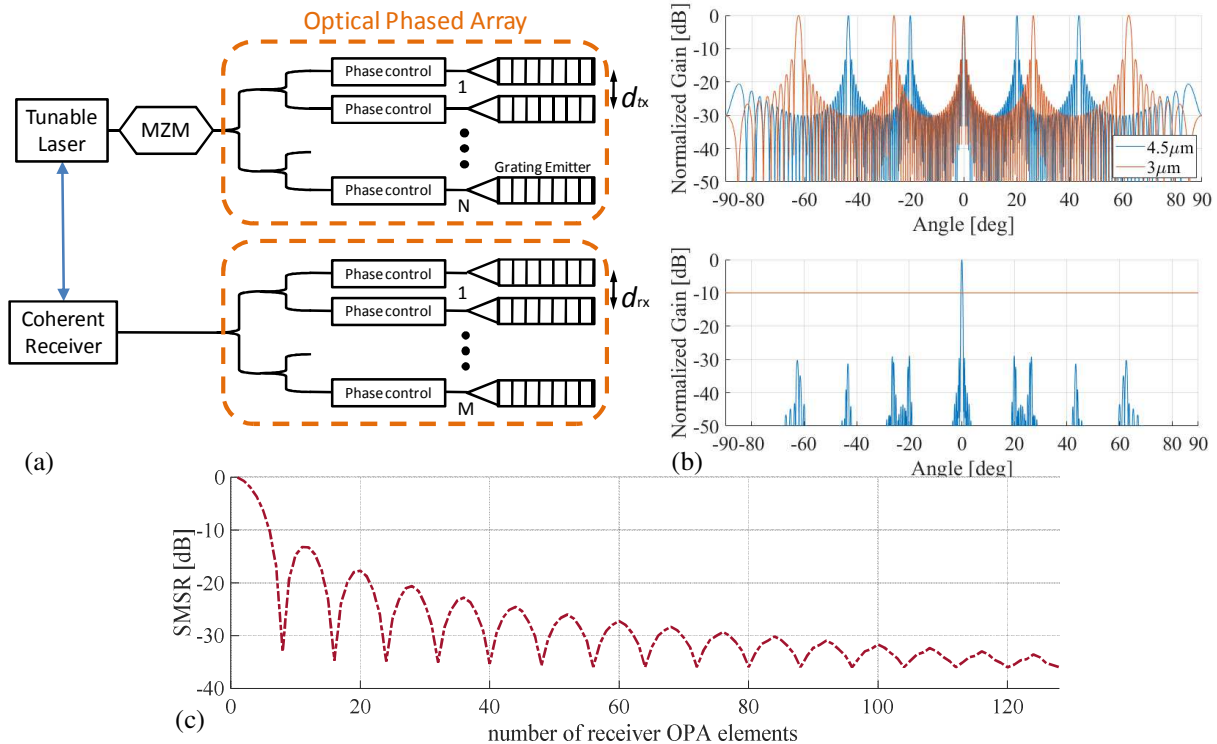 Optical Phased Array
Tunable
Laser
MZM
Phase control
1
Phase control
d_tx
Grating Emitter
Phase control
N
Coherent
Receiver
Phase control
1
Phase control
d_rx
Phase control
M
(a)
Normalized Gain [dB]
0
-10
-20
-30
-40
-50
4.5μm
3μm
-90 -80 -60 -40 -20 0 20 40 60 80 90
Angle [deg]
Normalized Gain [dB]
0
-10
-20
-30
-40
-50
-90 -80 -60 -40 -20 0 20 40 60 80 90
Angle [deg]
(b)
SMSR [dB]
0
-10
-20
-30
-40
0 20 40 60 80 100 120
number of receiver OPA elements
(c)